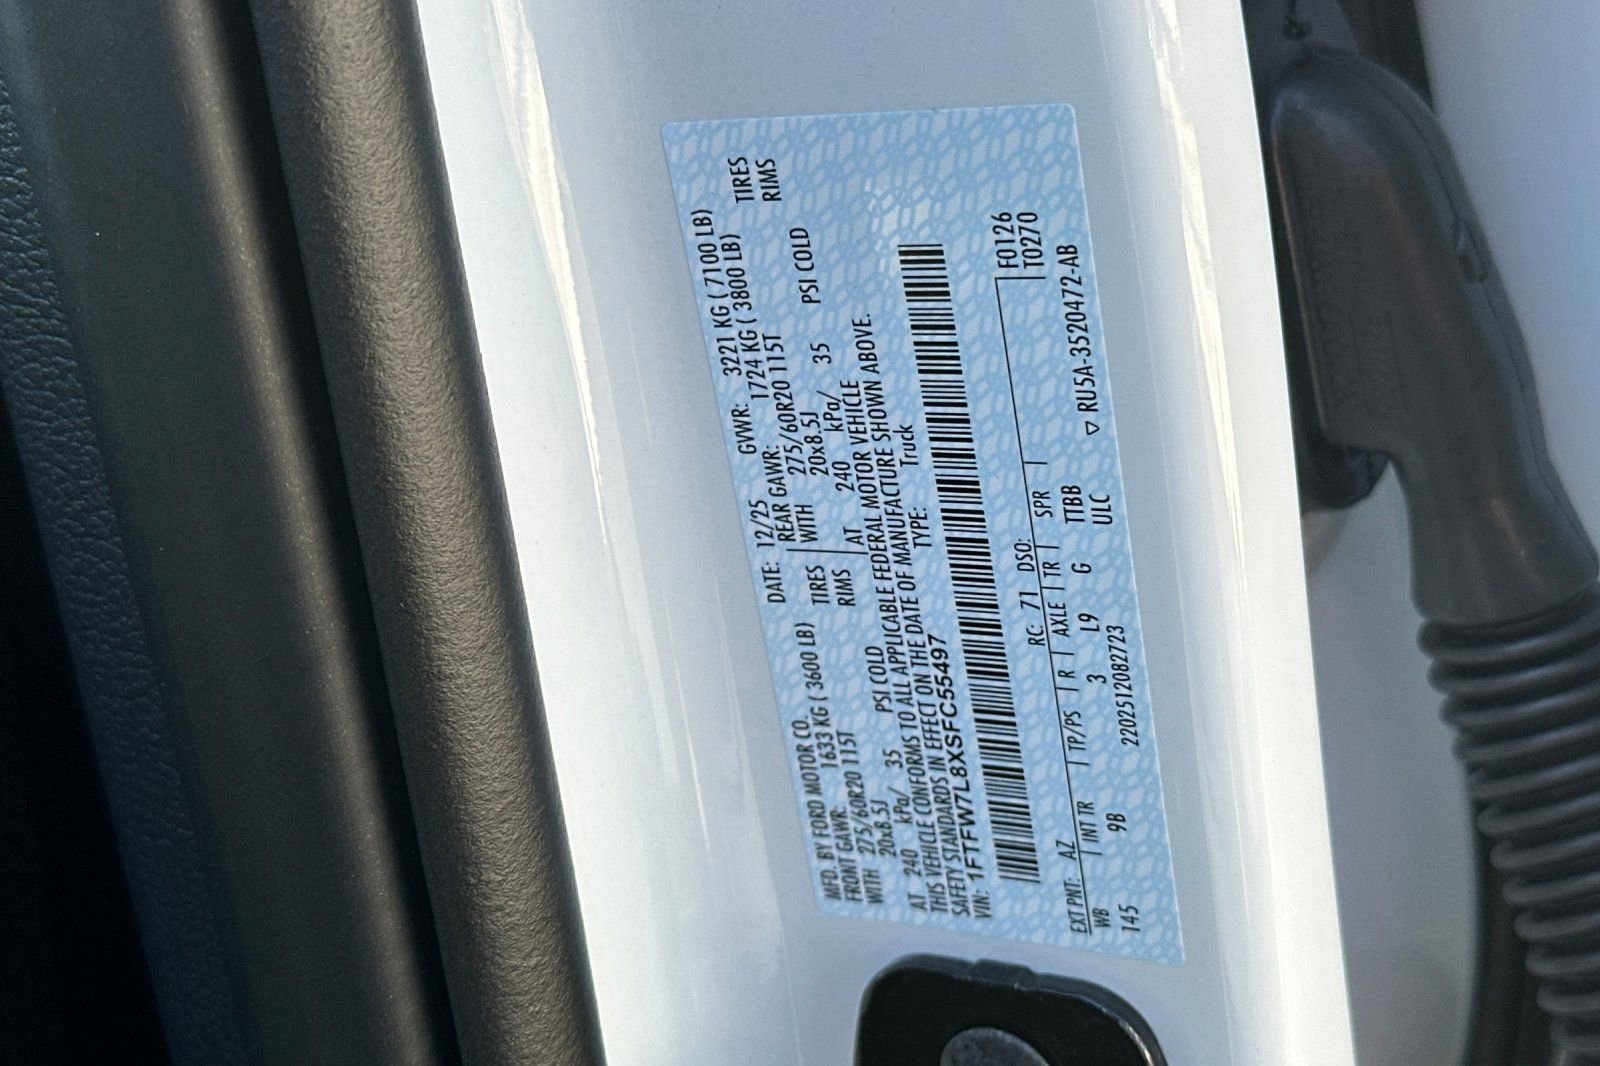 MFD. BY FORD MOTOR CO.
DATE: 12/25 GVWR: 3221 KG ( 7100 LB)
FRONT GAWR: 1633 KG ( 3600 LB)
REAR GAWR: 1724 KG ( 3800 LB)
WITH 275/60R20 115T TIRES
WITH 275/60R20 115T TIRES
20x8.5J RIMS
20x8.5J RIMS
AT 240 kPa/ 35 PSI COLD
AT 240 kPa/ 35 PSI COLD
THIS VEHICLE CONFORMS TO ALL APPLICABLE FEDERAL MOTOR VEHICLE
SAFETY STANDARDS IN EFFECT ON THE DATE OF MANUFACTURE SHOWN ABOVE.
VIN: 1FTFW7L8XSFC55497 TYPE: Truck
F0126
T0270
EXT PNT: AZ RC: 71 DSO:
WB INT TR TP/PS R AXLE TR SPR
145 9B 3 L9 G TTBB ▽ RU5A-3520472-AB
2202512082723 ULC